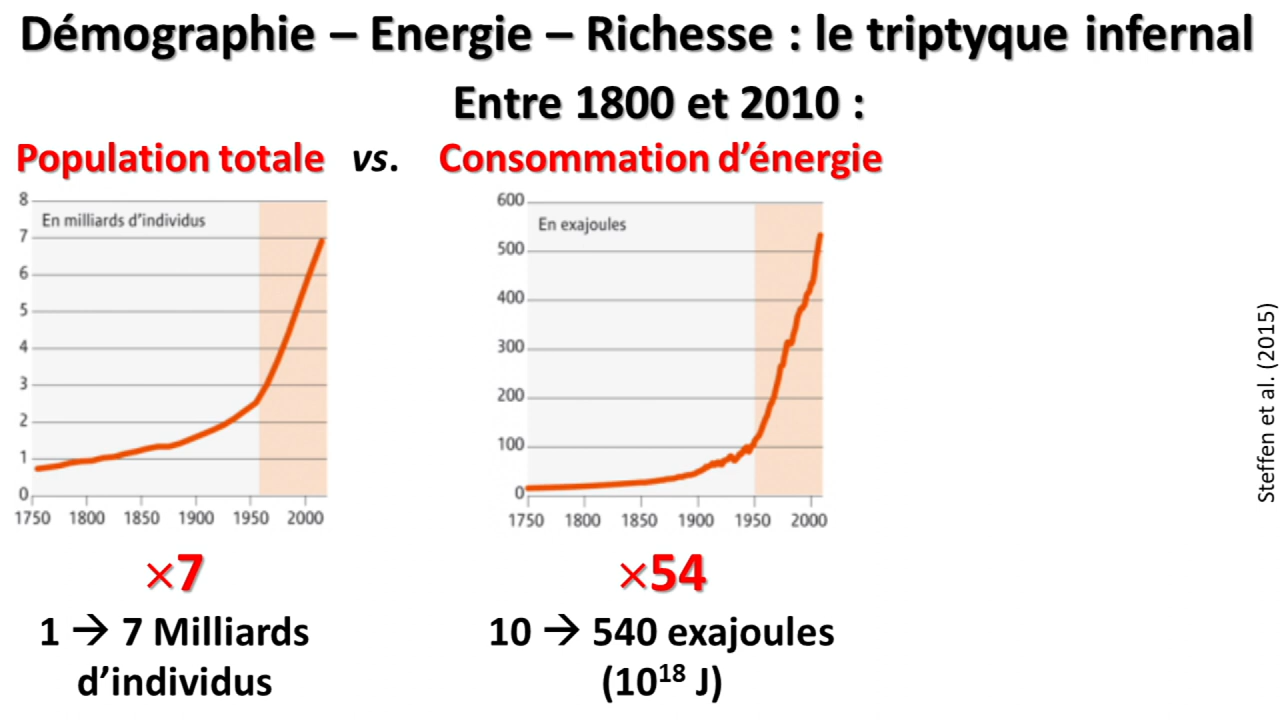 Démographie – Energie – Richesse : le triptyque infernal
Entre 1800 et 2010 :
Population totale vs. Consommation d’énergie
8
7
6
5
4
3
2
1
0
En milliards d’individus
1750 1800 1850 1900 1950 2000
600
500
400
300
200
100
0
En exajoules
1750 1800 1850 1900 1950 2000
×7
1 → 7 Milliards
d’individus
×54
10 → 540 exajoules
(10¹⁸ J)
Steffen et al. (2015)